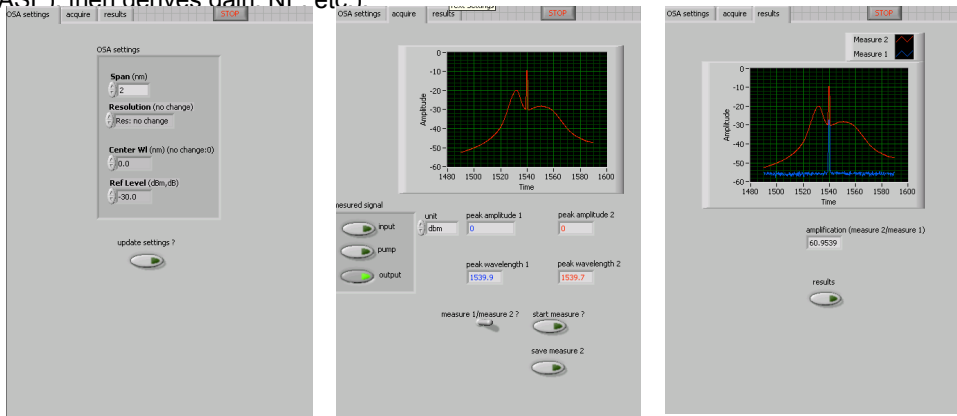 ASE), then derives gain, NF, etc.).
OSA settings acquire results STOP
OSA settings
Span (nm)
2
Resolution (no change)
Res: no change
Center Wl (nm) (no change:0)
0.0
Ref Level (dBm,dB)
-30.0
update settings ?
OSA settings acquire results STOP
0-
-10-
-20-
-30-
-40-
-50-
-60-
Amplitude
1480 1500 1520 1540 1560 1580 1600
Time
mesured signal
input
pump
output
unit
dbm
peak amplitude 1
0
peak amplitude 2
0
peak wavelength 1
1539.9
peak wavelength 2
1539.7
measure 1/measure 2 ?
start measure ?
save measure 2
OSA settings acquire results STOP
Measure 2
Measure 1
0-
-10-
-20-
-30-
-40-
-50-
-60-
Amplitude
1480 1500 1520 1540 1560 1580 1600
Time
amplification (measure 2/measure 1)
60.9539
results